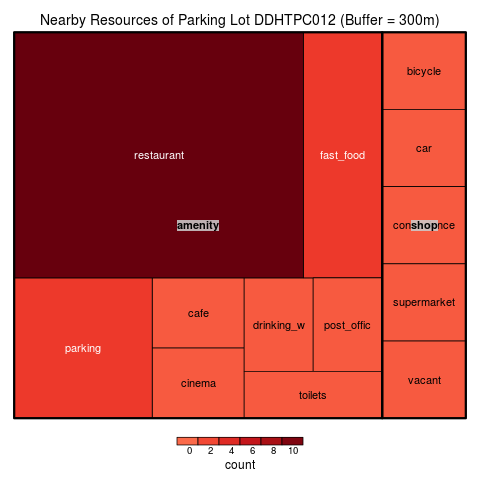 Nearby Resources of Parking Lot DDHTPC012 (Buffer = 300m)
restaurant
fast_food
bicycle
car
amenity
shop
supermarket
vacant
parking
cafe
cinema
drinking_w
post_offic
toilets
0 2 4 6 8 10
count